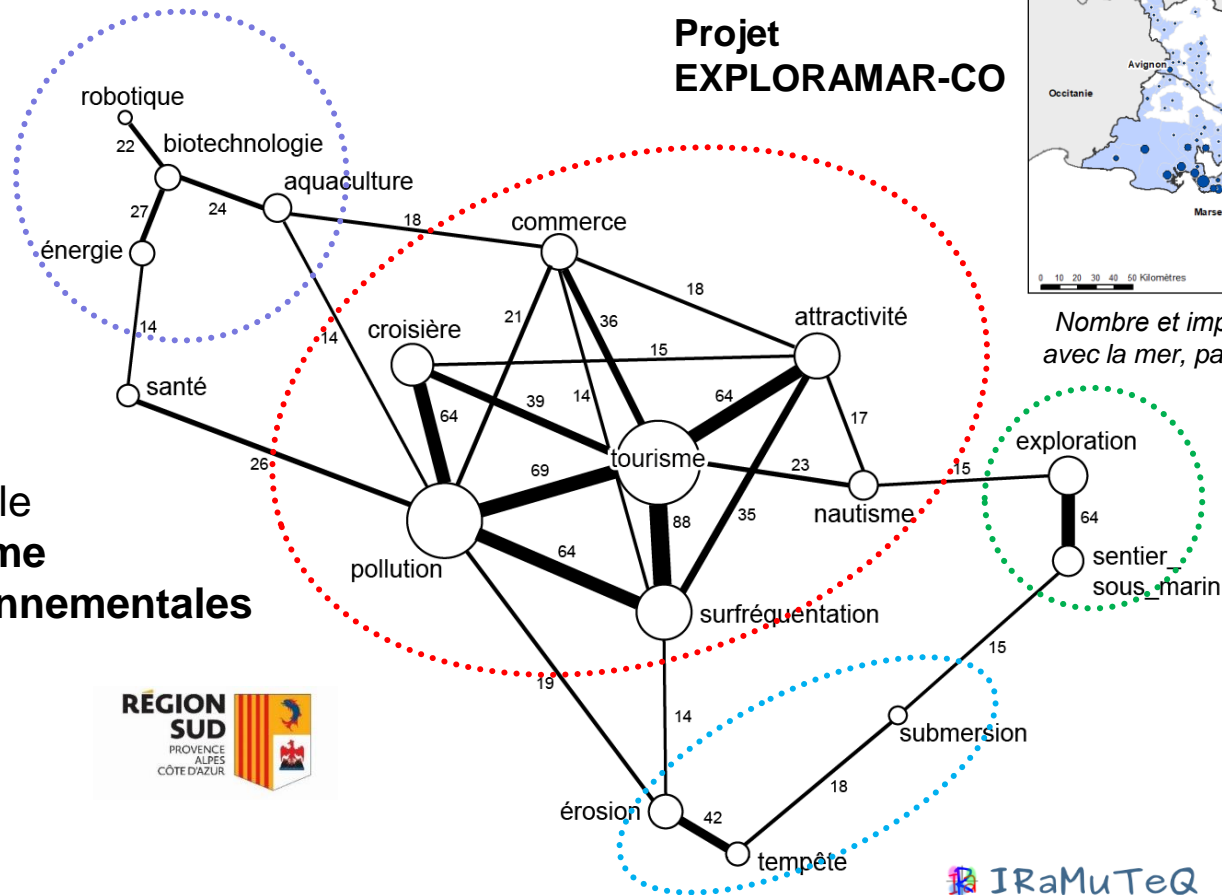 Projet
EXPLORAMAR-CO
Avignon
Occitanie
Marse
0 10 20 30 40 50 Kilomètres
Nombre et imp
avec la mer, pa
robotique
22
biotechnologie
27
24
aquaculture
énergie
18
commerce
14
14
santé
croisière
21
36
18
attractivité
15
64
39
14
64
17
exploration
26
69
tourisme
23
15
nautisme
64
pollution
64
88
35
sentier_
sous_marin
surfréquentation
le
me
nnementales
19
14
15
submersion
18
érosion
42
tempête
RÉGION
SUD
PROVENCE
ALPES
CÔTE D'AZUR
IRaMuTeQ